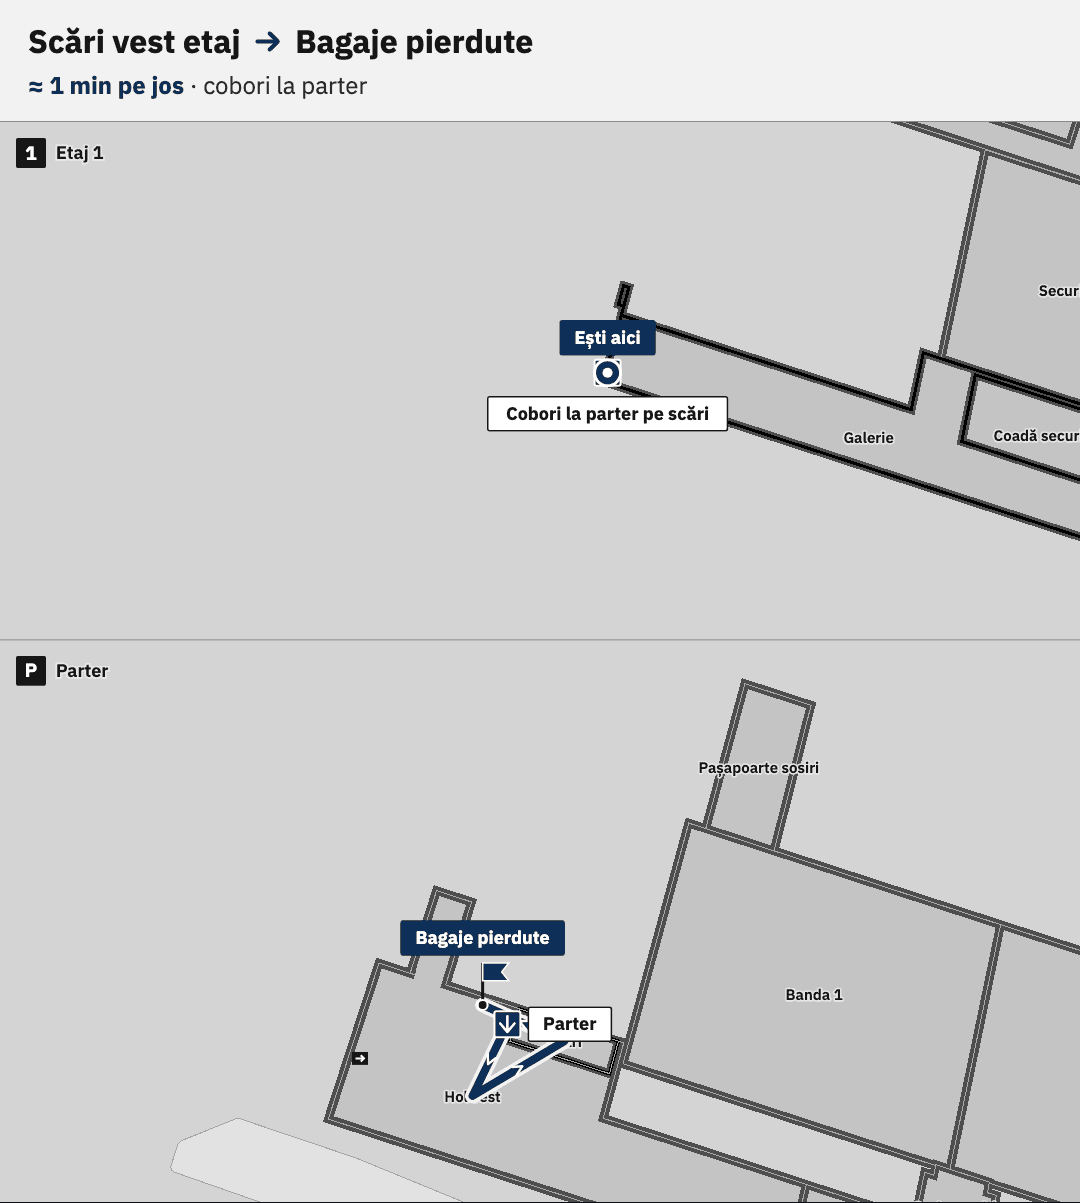 Scări vest etaj → Bagaje pierdute
≈ 1 min pe jos · cobori la parter
1 Etaj 1
Secur
Ești aici
Cobori la parter pe scări
Galerie
Coadă secur
P Parter
Pașapoarte sosiri
Bagaje pierdute
Banda 1
Parter